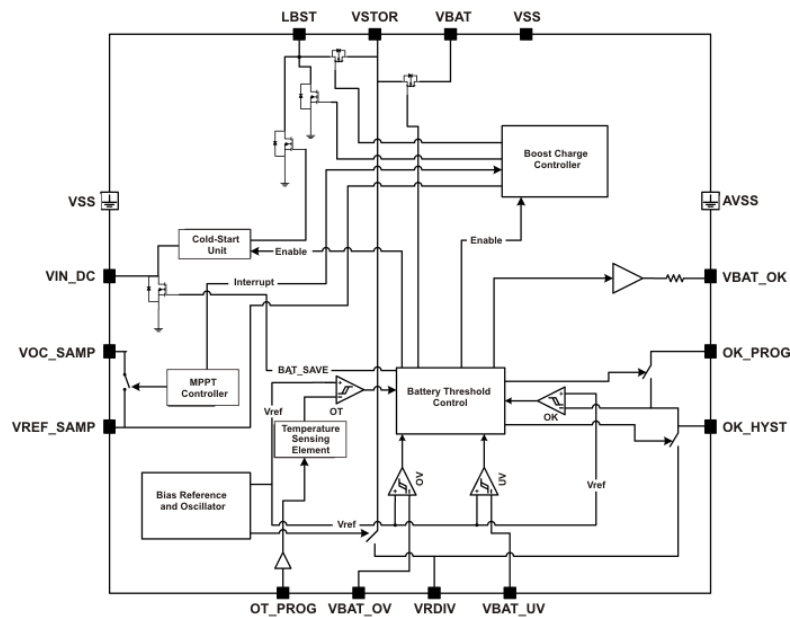 LBST VSTOR VBAT VSS
Boost Charge
Controller
VSS
AVSS
Cold-Start
Unit
Enable
Enable
VIN_DC
Interrupt
VBAT_OK
VOC_SAMP
OK_PROG
MPPT
Controller
BAT_SAVE
+
-
OT
Battery Threshold
Control
+
-
OK
Vref
VREF_SAMP
Temperature
Sensing
Element
OK_HYST
Bias Reference
and Oscillator
OV
+
-
UV
+
-
Vref
Vref
OT_PROG VBAT_OV VRDIV VBAT_UV